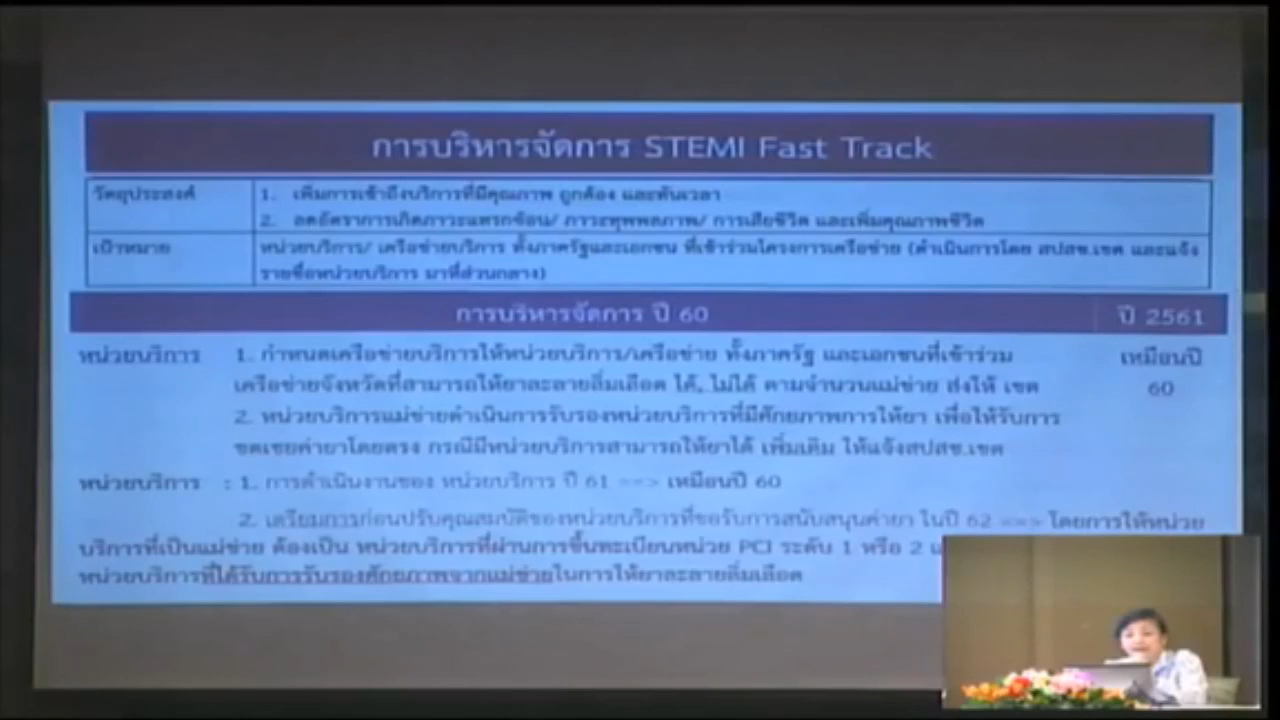 การบริหารจัดการ STEMI Fast Track
วัตถุประสงค์ 1. เพิ่มการเข้าถึงบริการที่มีคุณภาพ ถูกต้อง และทันเวลา
2. ลดอัตราการเกิดภาวะแทรกซ้อน/ ภาวะทุพพลภาพ/ การเสียชีวิต และเพิ่มคุณภาพชีวิต
เป้าหมาย หน่วยบริการ/ เครือข่ายบริการ ทั้งภาครัฐและเอกชน ที่เข้าร่วมโครงการเครือข่าย (ดำเนินการโดย สปสช.เขต และแจ้ง
รายชื่อหน่วยบริการ มาที่ส่วนกลาง)
การบริหารจัดการ ปี 60 ปี 2561
หน่วยบริการ 1. กำหนดเครือข่ายบริการให้หน่วยบริการ/เครือข่าย ทั้งภาครัฐ และเอกชนที่เข้าร่วม เหมือนปี
เครือข่ายจังหวัดที่สามารถให้ยาละลายลิ่มเลือด ได้, ไม่ได้ ตามจำนวนแม่ข่าย ส่งให้ เขต 60
2. หน่วยบริการแม่ข่ายดำเนินการรับรองหน่วยบริการที่มีศักยภาพการให้ยา เพื่อให้รับการ
ชดเชยค่ายาโดยตรง กรณีมีหน่วยบริการสามารถให้ยาได้ เพิ่มเติม ให้แจ้งสปสช.เขต
หน่วยบริการ : 1. การดำเนินงานของ หน่วยบริการ ปี 61 ==> เหมือนปี 60
2. เตรียมการก่อนปรับคุณสมบัติของหน่วยบริการที่ขอรับการสนับสนุนค่ายา ในปี 62 ==> โดยการให้หน่วย
บริการที่เป็นแม่ข่าย ต้องเป็น หน่วยบริการที่ผ่านการขึ้นทะเบียนหน่วย PCI ระดับ 1 หรือ 2
หน่วยบริการที่ได้รับการรับรองศักยภาพจากแม่ข่ายในการให้ยาละลายลิ่มเลือด